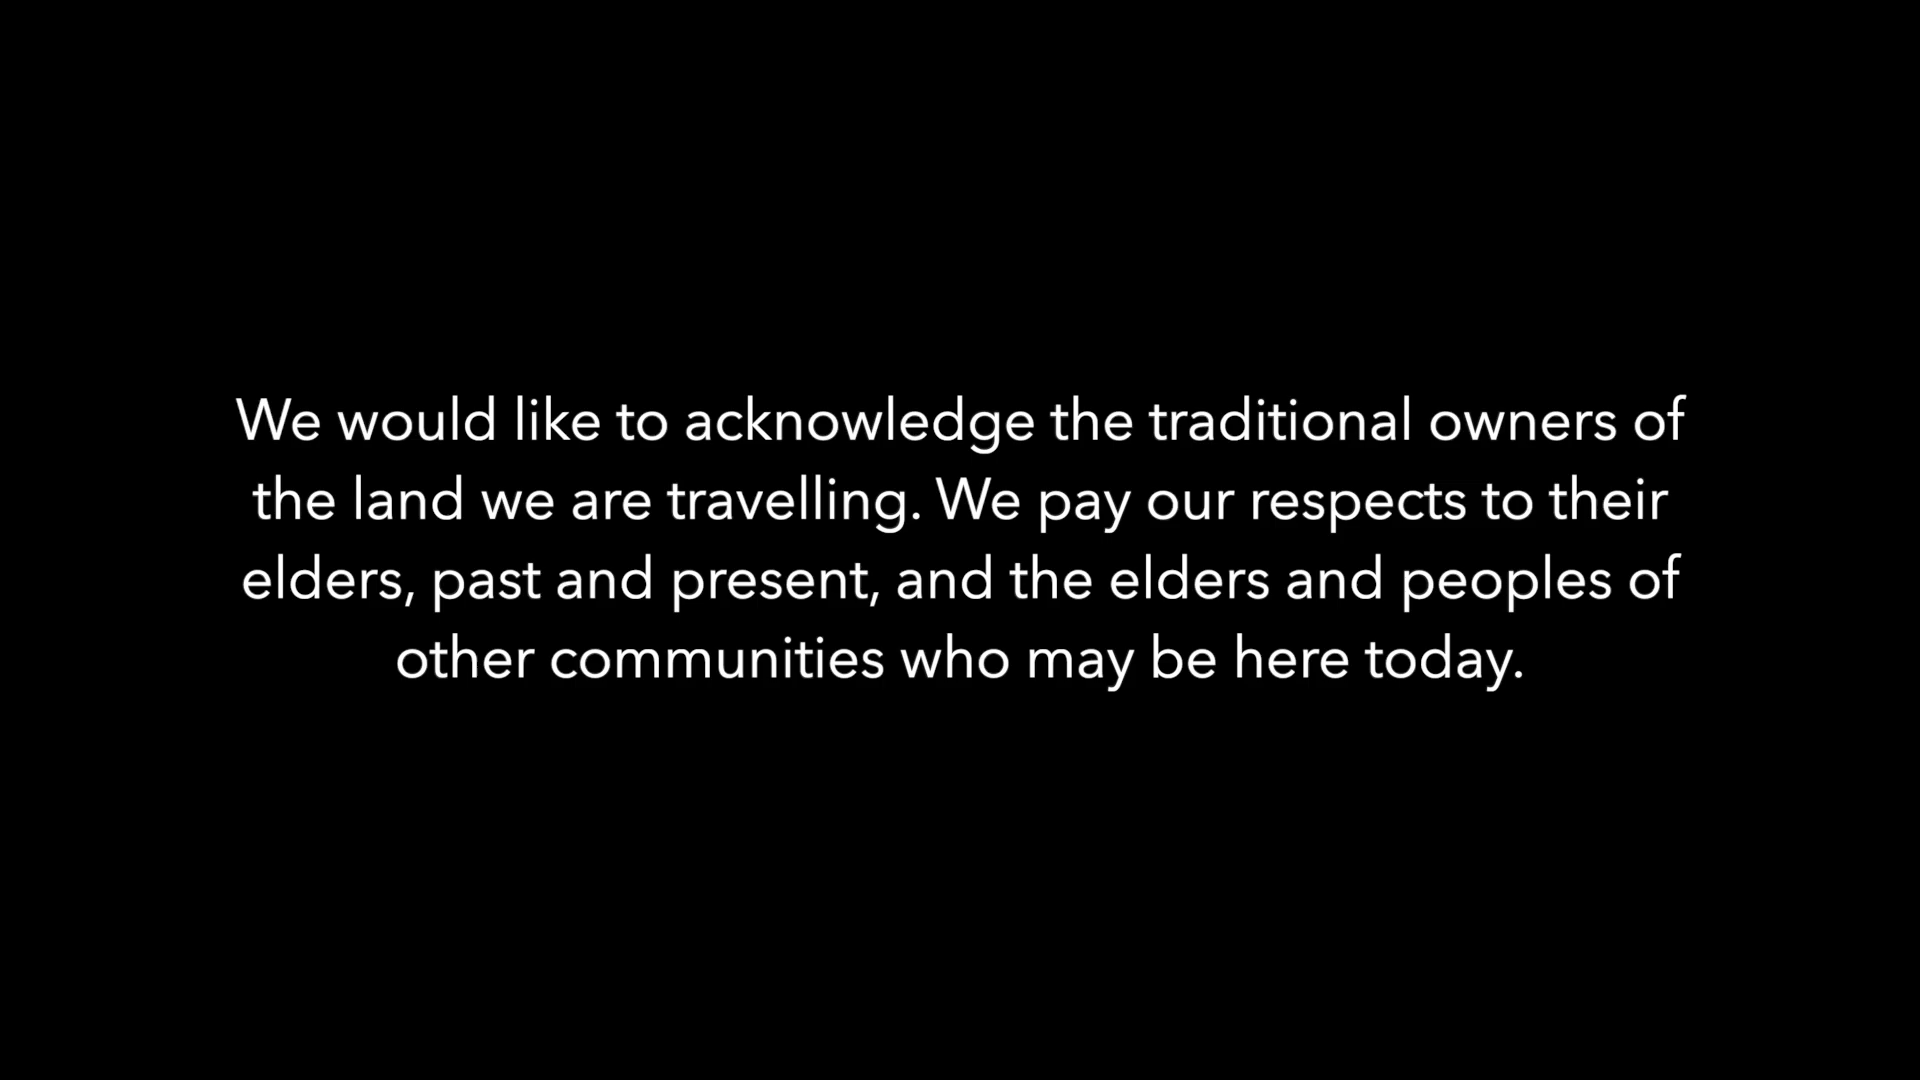 We would like to acknowledge the traditional owners of
the land we are travelling. We pay our respects to their
elders, past and present, and the elders and peoples of
other communities who may be here today.